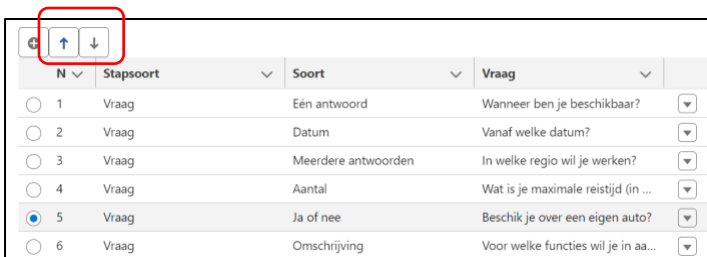 N Stapsoort Soort Vraag
1 Vraag Eén antwoord Wanneer ben je beschikbaar?
2 Vraag Datum Vanaf welke datum?
3 Vraag Meerdere antwoorden In welke regio wil je werken?
4 Vraag Aantal Wat is je maximale reistijd (in ...
5 Vraag Ja of nee Beschik je over een eigen auto?
6 Vraag Omschrijving Voor welke functies wil je in aa...